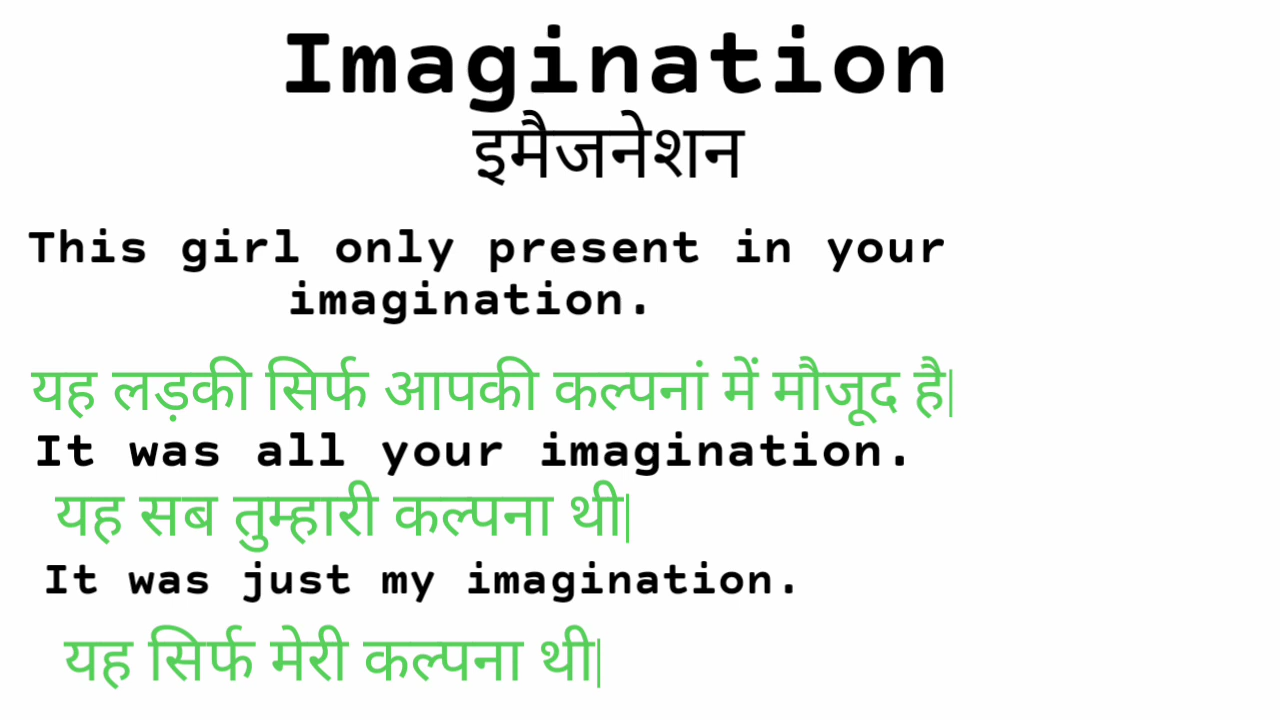 Imagination
इमैजनेशन
This girl only present in your
imagination.
यह लड़की सिर्फ आपकी कल्पनां में मौजूद है|
It was all your imagination.
यह सब तुम्हारी कल्पना थी|
It was just my imagination.
यह सिर्फ मेरी कल्पना थी|